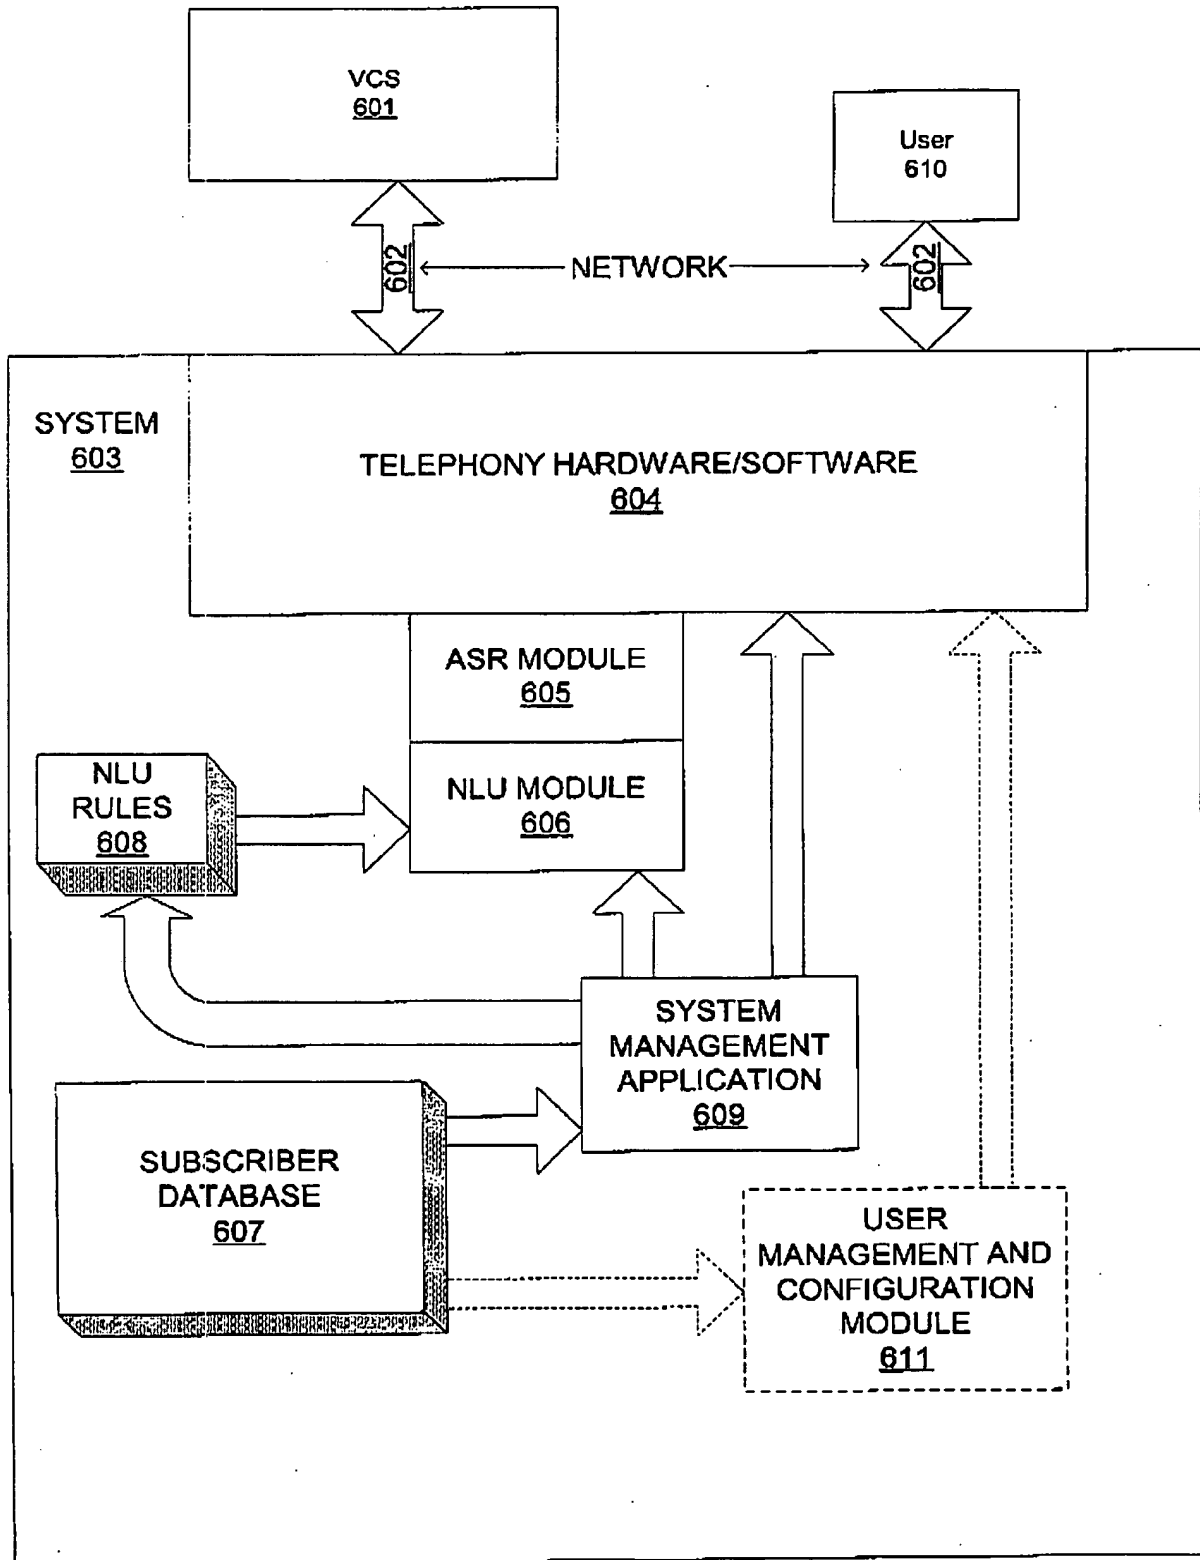 VCS
601
User
610
602
NETWORK
602
SYSTEM
603
TELEPHONY HARDWARE/SOFTWARE
604
ASR MODULE
605
NLU MODULE
606
NLU
RULES
608
SYSTEM
MANAGEMENT
APPLICATION
609
SUBSCRIBER
DATABASE
607
USER
MANAGEMENT AND
CONFIGURATION
MODULE
611